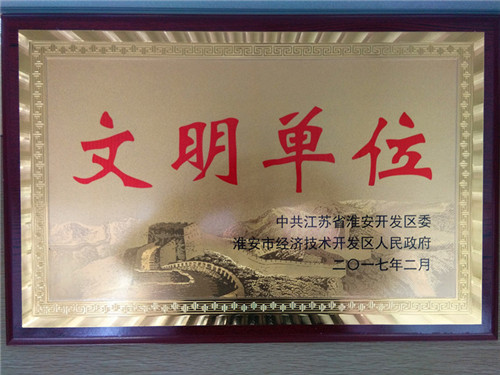 文明单位
中共江苏省淮安开发区委
淮安市经济技术开发区人民政府
二〇一七年二月